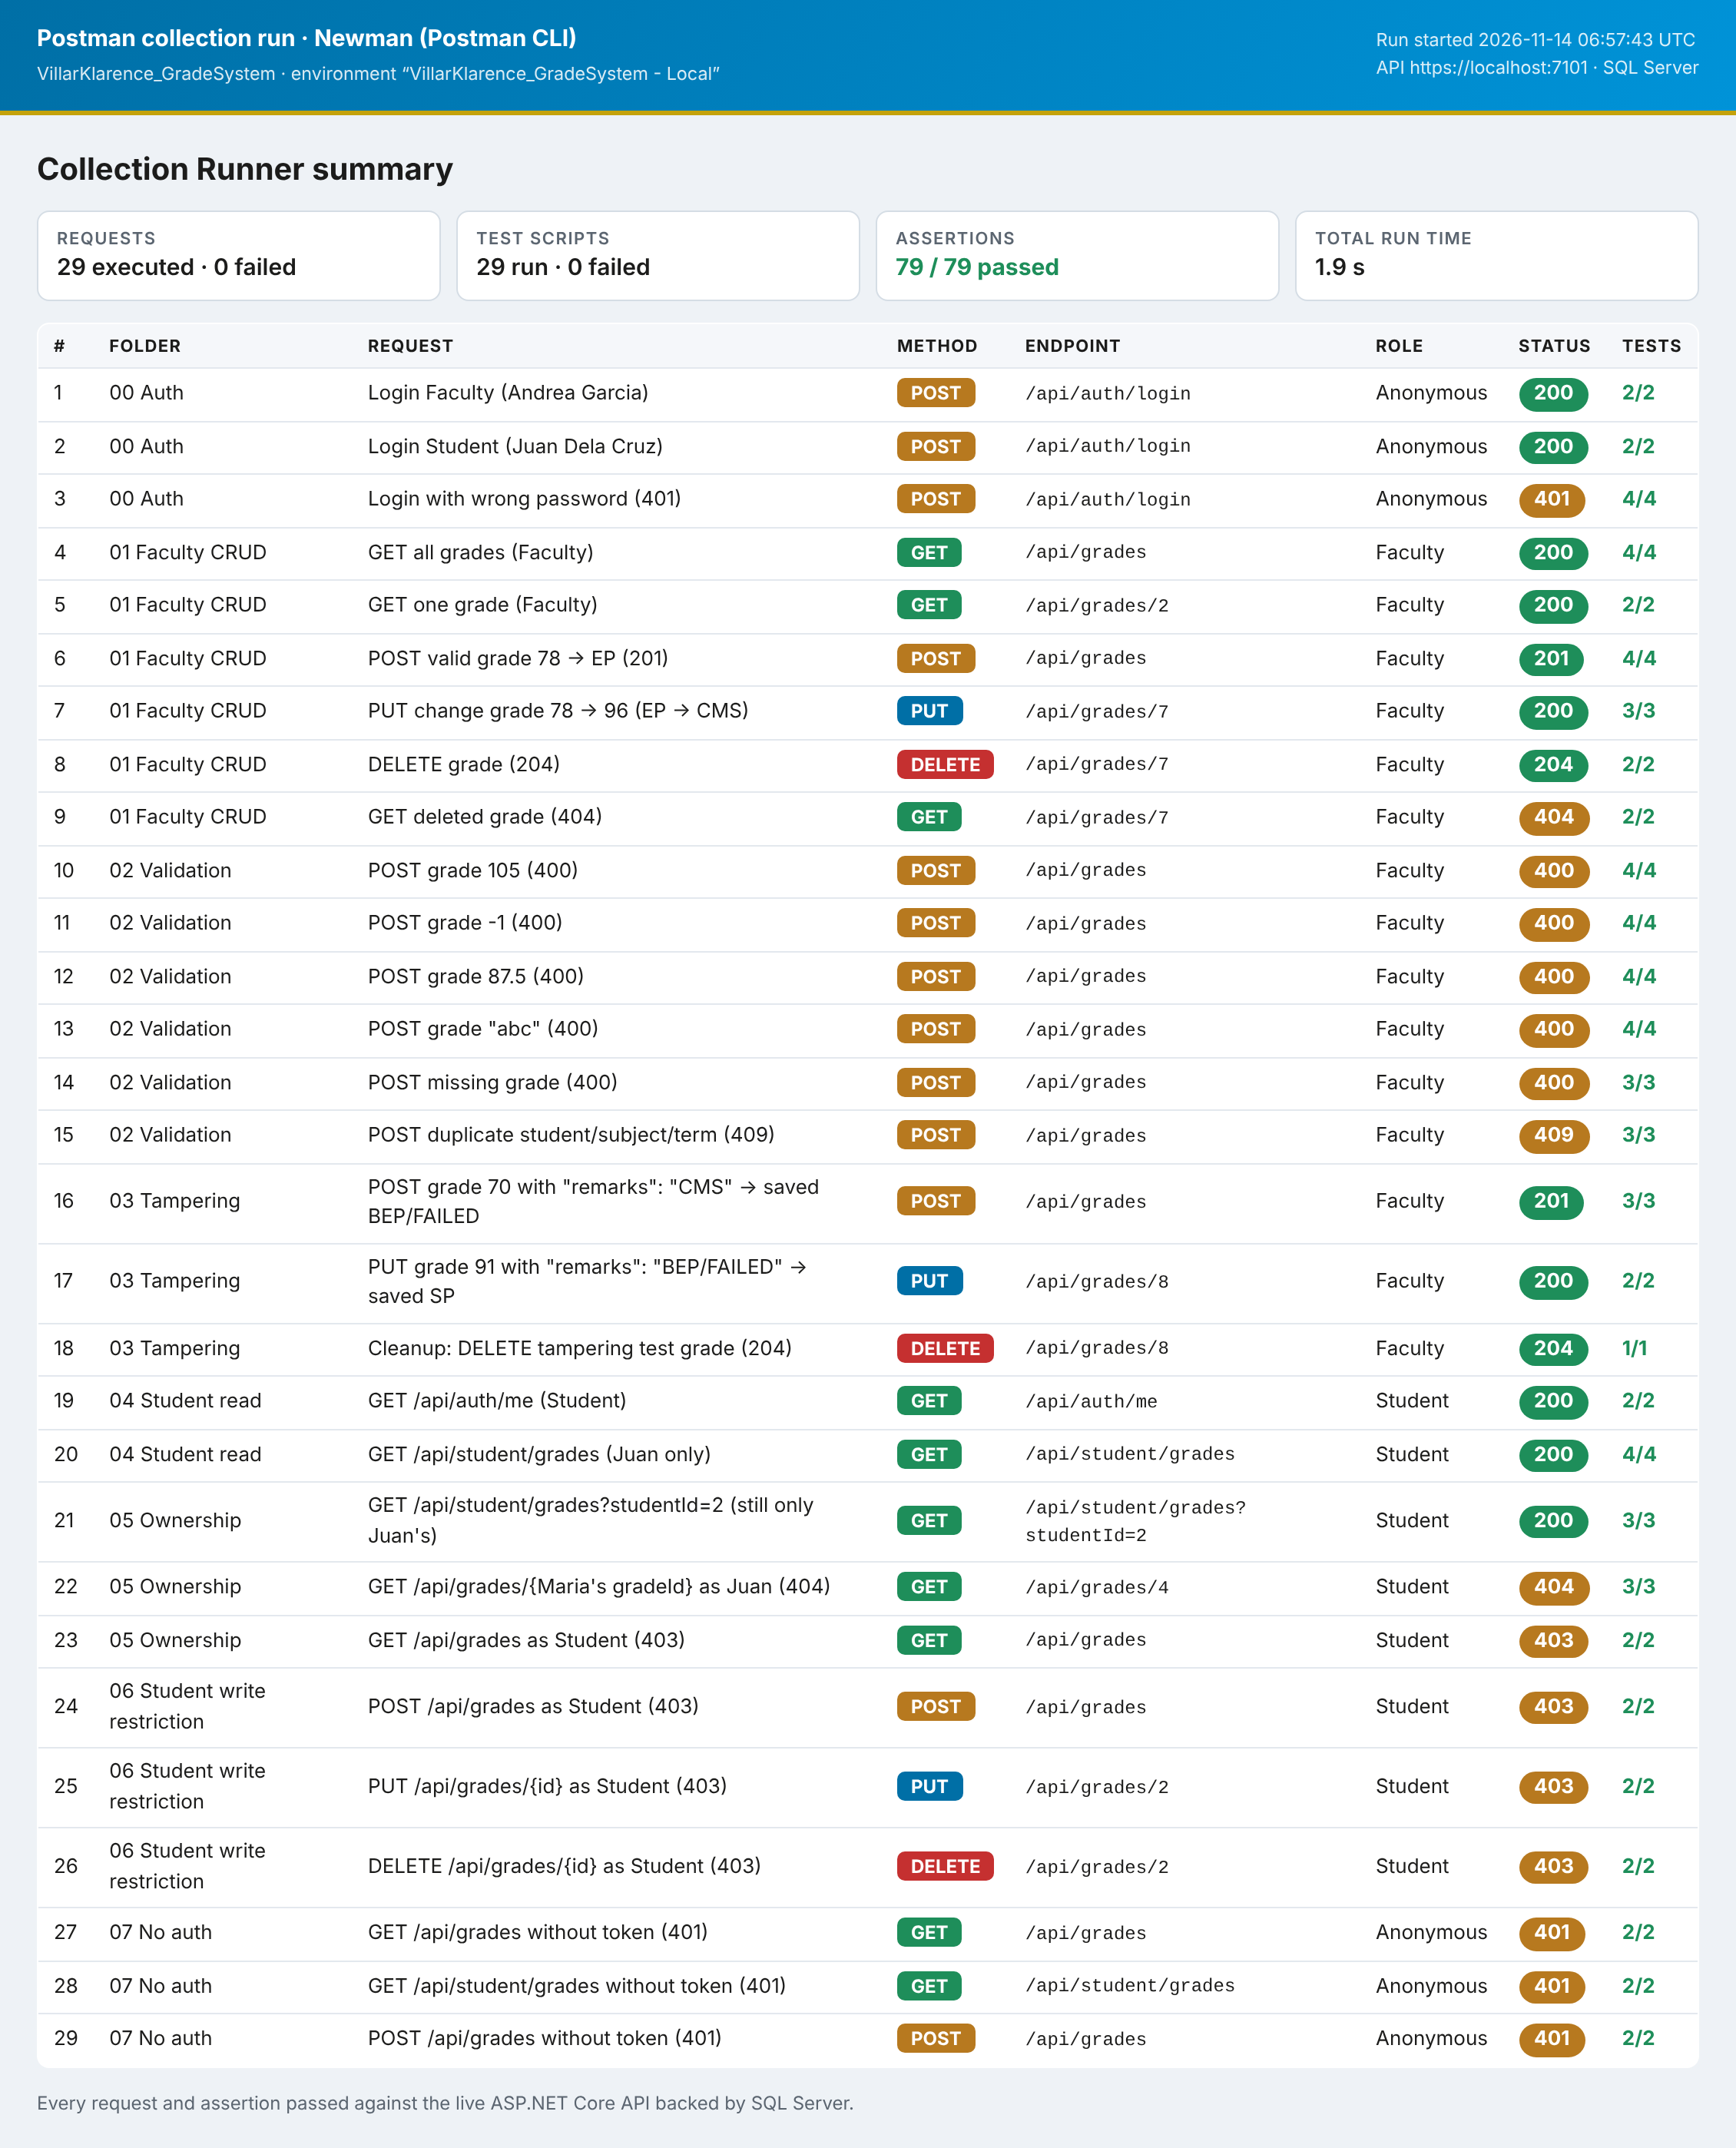 Postman collection run · Newman (Postman CLI)
VillarKlarence_GradeSystem · environment “VillarKlarence_GradeSystem - Local”
Run started 2026-11-14 06:57:43 UTC
API https://localhost:7101 · SQL Server
Collection Runner summary
REQUESTS
29 executed · 0 failed
TEST SCRIPTS
29 run · 0 failed
ASSERTIONS
79 / 79 passed
TOTAL RUN TIME
1.9 s
# FOLDER REQUEST METHOD ENDPOINT ROLE STATUS TESTS
1 00 Auth Login Faculty (Andrea Garcia) POST /api/auth/login Anonymous 200 2/2
2 00 Auth Login Student (Juan Dela Cruz) POST /api/auth/login Anonymous 200 2/2
3 00 Auth Login with wrong password (401) POST /api/auth/login Anonymous 401 4/4
4 01 Faculty CRUD GET all grades (Faculty) GET /api/grades Faculty 200 4/4
5 01 Faculty CRUD GET one grade (Faculty) GET /api/grades/2 Faculty 200 2/2
6 01 Faculty CRUD POST valid grade 78 → EP (201) POST /api/grades Faculty 201 4/4
7 01 Faculty CRUD PUT change grade 78 → 96 (EP → CMS) PUT /api/grades/7 Faculty 200 3/3
8 01 Faculty CRUD DELETE grade (204) DELETE /api/grades/7 Faculty 204 2/2
9 01 Faculty CRUD GET deleted grade (404) GET /api/grades/7 Faculty 404 2/2
10 02 Validation POST grade 105 (400) POST /api/grades Faculty 400 4/4
11 02 Validation POST grade -1 (400) POST /api/grades Faculty 400 4/4
12 02 Validation POST grade 87.5 (400) POST /api/grades Faculty 400 4/4
13 02 Validation POST grade "abc" (400) POST /api/grades Faculty 400 4/4
14 02 Validation POST missing grade (400) POST /api/grades Faculty 400 3/3
15 02 Validation POST duplicate student/subject/term (409) POST /api/grades Faculty 409 3/3
16 03 Tampering POST grade 70 with "remarks": "CMS" → saved
BEP/FAILED POST /api/grades Faculty 201 3/3
17 03 Tampering PUT grade 91 with "remarks": "BEP/FAILED" →
saved SP PUT /api/grades/8 Faculty 200 2/2
18 03 Tampering Cleanup: DELETE tampering test grade (204) DELETE /api/grades/8 Faculty 204 1/1
19 04 Student read GET /api/auth/me (Student) GET /api/auth/me Student 200 2/2
20 04 Student read GET /api/student/grades (Juan only) GET /api/student/grades Student 200 4/4
21 05 Ownership GET /api/student/grades?studentId=2 (still only
Juan's) GET /api/student/grades?
studentId=2 Student 200 3/3
22 05 Ownership GET /api/grades/{Maria's gradeId} as Juan (404) GET /api/grades/4 Student 404 3/3
23 05 Ownership GET /api/grades as Student (403) GET /api/grades Student 403 2/2
24 06 Student write
restriction POST /api/grades as Student (403) POST /api/grades Student 403 2/2
25 06 Student write
restriction PUT /api/grades/{id} as Student (403) PUT /api/grades/2 Student 403 2/2
26 06 Student write
restriction DELETE /api/grades/{id} as Student (403) DELETE /api/grades/2 Student 403 2/2
27 07 No auth GET /api/grades without token (401) GET /api/grades Anonymous 401 2/2
28 07 No auth GET /api/student/grades without token (401) GET /api/student/grades Anonymous 401 2/2
29 07 No auth POST /api/grades without token (401) POST /api/grades Anonymous 401 2/2
Every request and assertion passed against the live ASP.NET Core API backed by SQL Server.